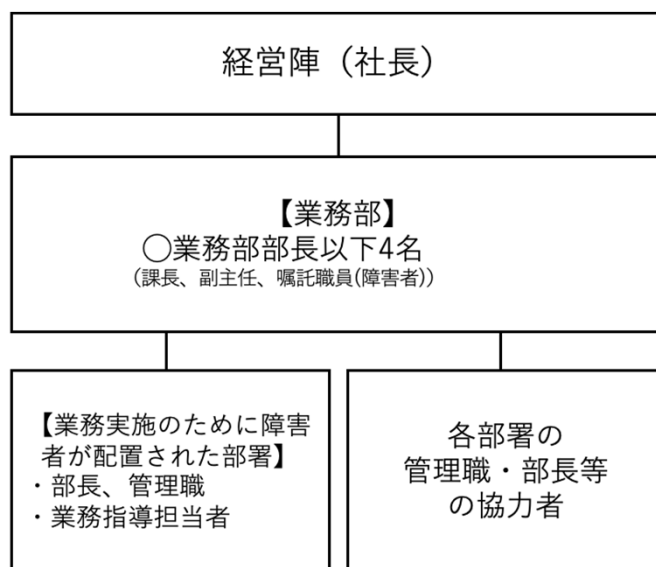 経営陣（社長）
【業務部】
〇業務部部長以下4名
（課長、副主任、嘱託職員(障害者)）
【業務実施のために障害
者が配置された部署】
・部長、管理職
・業務指導担当者
各部署の
管理職・部長等
の協力者